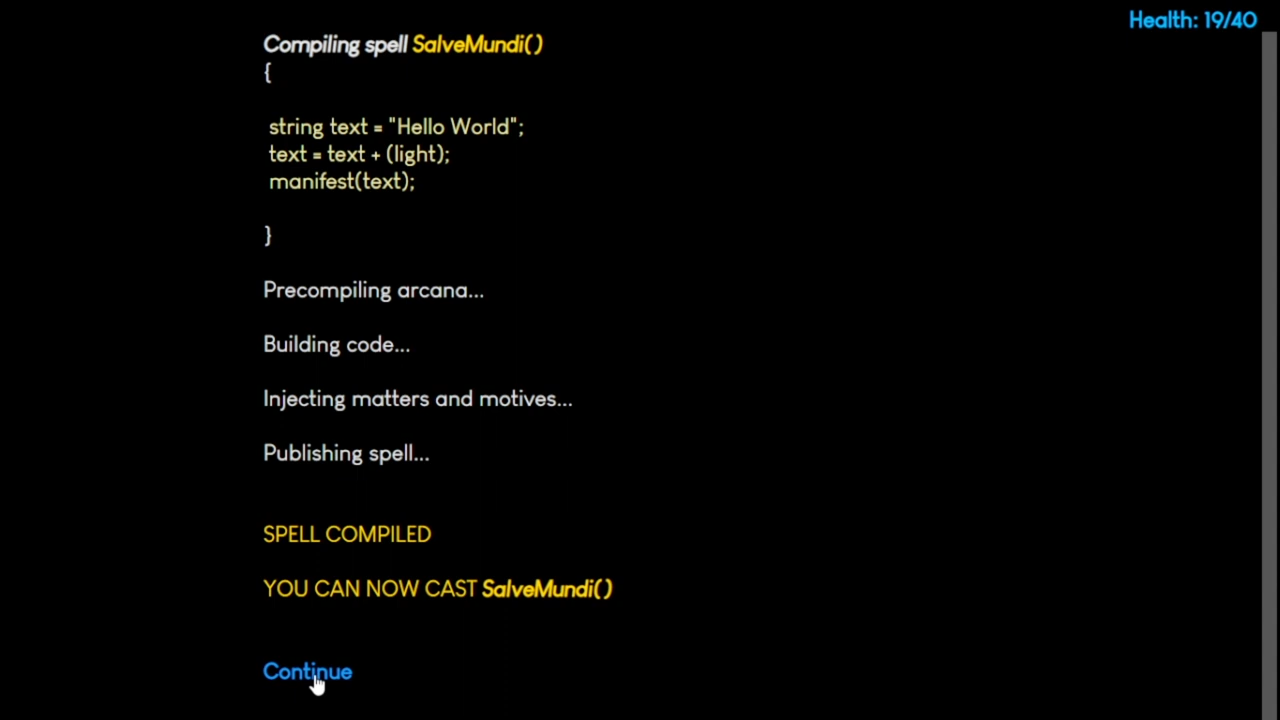 Health: 19/40
Compiling spell SalveMundi()
{
string text = "Hello World";
text = text + (light);
manifest(text);
}
Precompiling arcana...
Building code...
Injecting matters and motives...
Publishing spell...
SPELL COMPILED
YOU CAN NOW CAST SalveMundi()
Continue